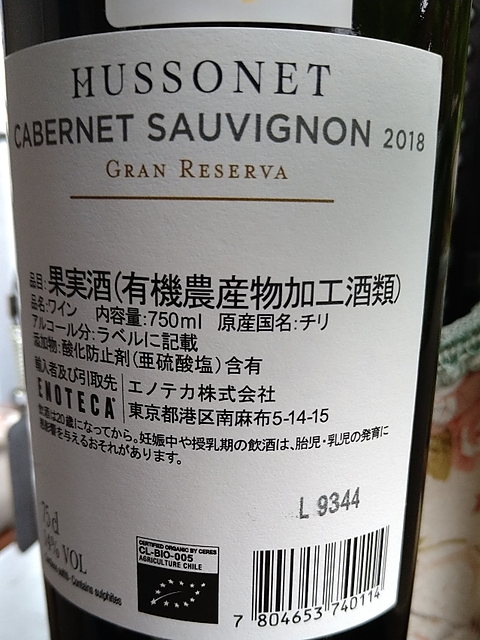 HUSSONET
CABERNET SAUVIGNON 2018
GRAN RESERVA
品目:果実酒(有機農産物加工酒類)
品名:ワイン 内容量:750ml 原産国名:チリ
アルコール分:ラベルに記載
添加物:酸化防止剤(亜硫酸塩)含有
輸入者及び引取先
ENOTECA
エノテカ株式会社
東京都港区南麻布5-14-15
飲酒は20歳になってから。妊娠中や授乳期の飲酒は、胎児・乳児の発育に
悪影響を与えるおそれがあります。
L 9344
75cl
14% VOL
Contains sulphites
CERTIFIED ORGANIC BY CERES
CL-BIO-005
AGRICULTURE CHILE
7 804653 740114